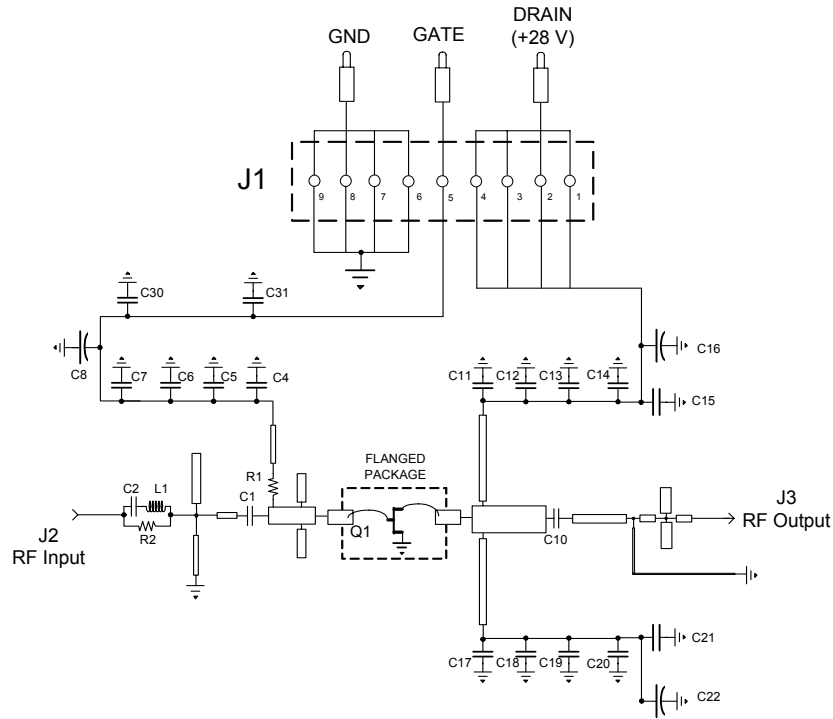 GND
GATE
DRAIN
(+28 V)
J1
9
8
7
6
5
4
3
2
1
C30
C31
C8
C7
C6
C5
C4
C11
C12
C13
C14
C16
C15
FLANGED
PACKAGE
R1
C2
L1
R2
C1
Q1
C10
J2
RF Input
J3
RF Output
C17
C18
C19
C20
C21
C22